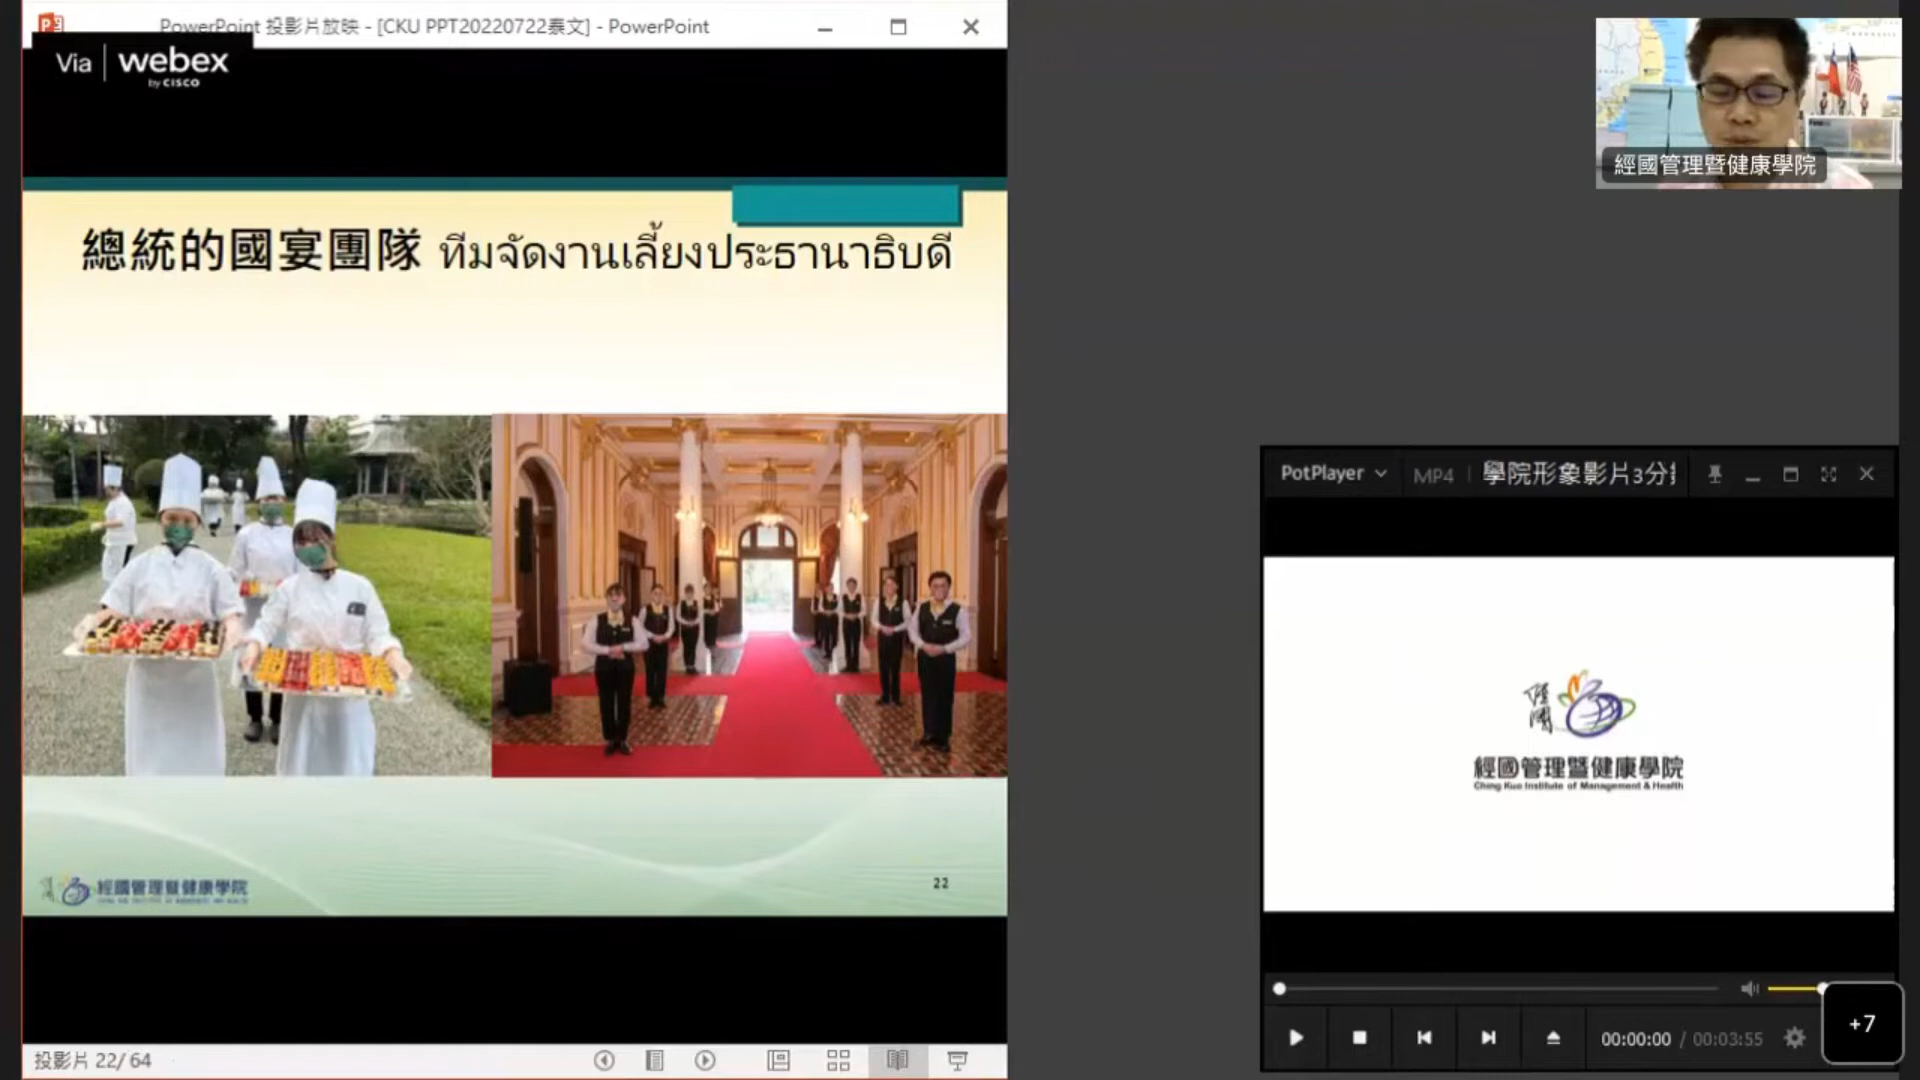 PowerPoint 投影片放映 - [CKU PPT20220722泰文] - PowerPoint
Via webex
by CISCO
總統的國宴團隊 ทีมจัดงานเลี้ยงประธานาธิบดี
經國管理暨健康學院
22
投影片 22/ 64
經國管理暨健康學院
PotPlayer MP4 學院形象影片3分
經國
經國管理暨健康學院
Ching Kuo Institute of Management & Health
00:00:00 / 00:03:55
+7